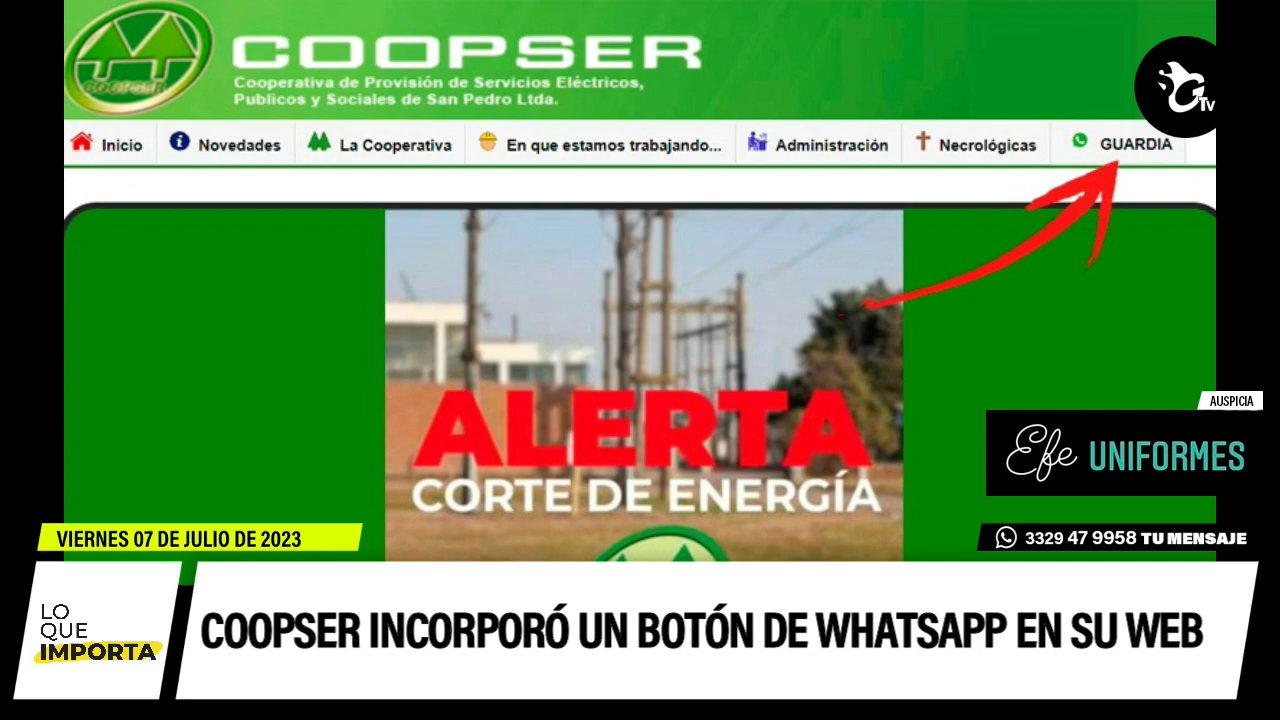 COOPSER
COOPSER
Cooperativa de Provisión de Servicios Eléctricos,
Publicos y Sociales de San Pedro Ltda.
G Tv
Inicio
Novedades
La Cooperativa
En que estamos trabajando...
Administración
Necrológicas
GUARDIA
ALERTA
CORTE DE ENERGÍA
AUSPICIA
Efe UNIFORMES
VIERNES 07 DE JULIO DE 2023
3329 47 9958 TU MENSAJE
LO
QUE
IMPORTA
COOPSER INCORPORÓ UN BOTÓN DE WHATSAPP EN SU WEB